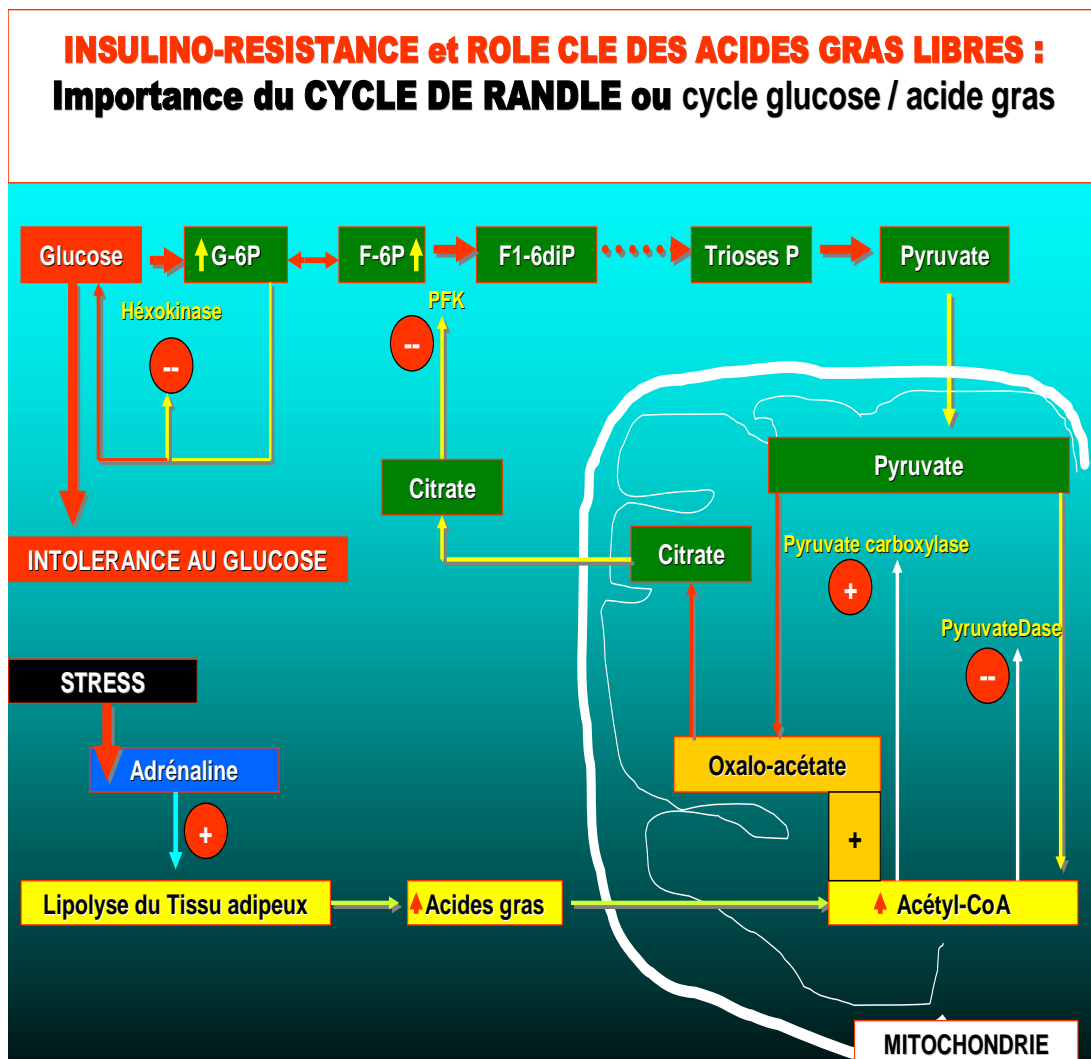 INSULINO-RESISTANCE et ROLE CLE DES ACIDES GRAS LIBRES :
Importance du CYCLE DE RANDLE ou cycle glucose / acide gras
Glucose
G-6P
F-6P
F1-6diP
Trioses P
Pyruvate
Héxokinase
--
PFK
--
Pyruvate
Citrate
Citrate
Pyruvate carboxylase
+
PyruvateDase
--
INTOLERANCE AU GLUCOSE
STRESS
Adrénaline
+
Oxalo-acétate
+
Lipolyse du Tissu adipeux
Acides gras
Acétyl-CoA
MITOCHONDRIE